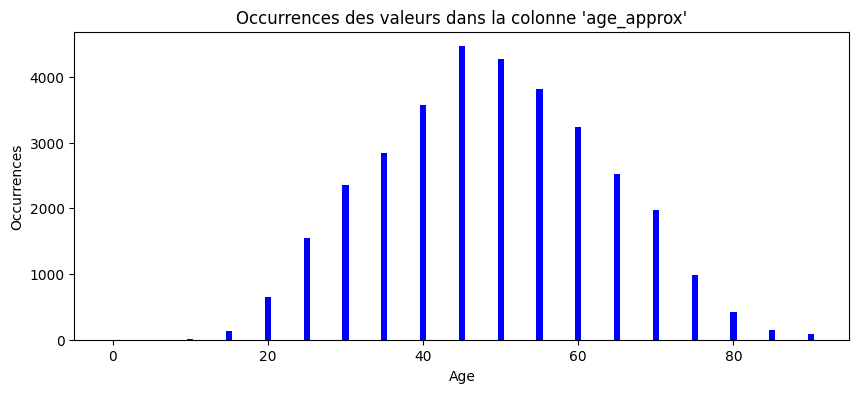 Occurrences des valeurs dans la colonne 'age_approx'
4000
3000
2000
1000
0
Occurrences
0 20 40 60 80
Age